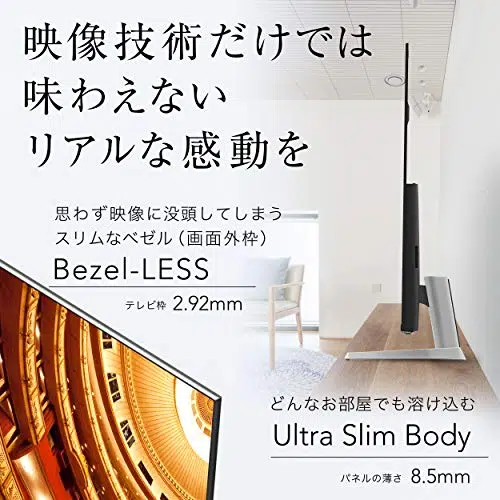 映像技術だけでは
味わえない
リアルな感動を
思わず映像に没頭してしまう
スリムなベゼル（画面外枠）
Bezel-LESS
テレビ枠 2.92mm
どんなお部屋でも溶け込む
Ultra Slim Body
パネルの薄さ 8.5mm